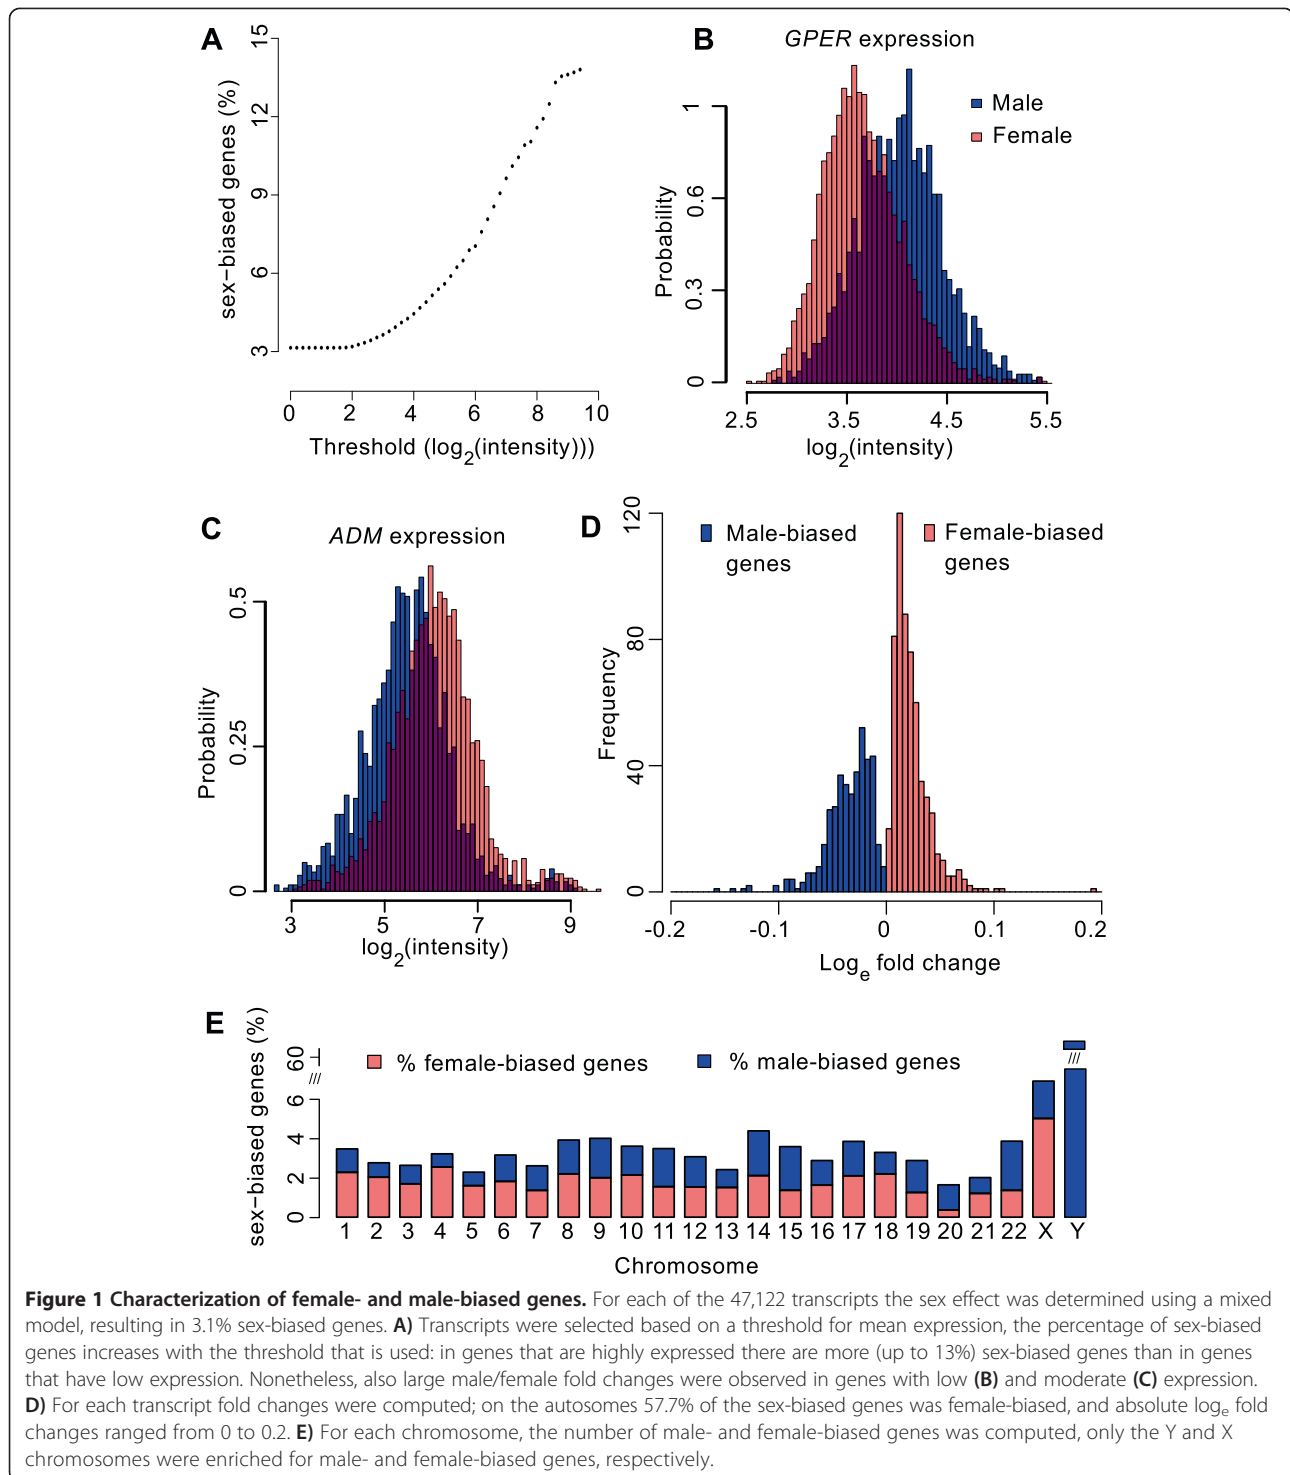 A
15
12
9
6
3
sex−biased genes (%)
0 2 4 6 8 10
Threshold (log2(intensity)))
B
GPER expression
Male
Female
1
0.6
0.3
0
Probability
2.5 3.5 4.5 5.5
log2(intensity)
C
ADM expression
0.5
0.25
0
Probability
3 5 7 9
log2(intensity)
D
Male-biased genes
Female-biased genes
120
80
40
0
Frequency
-0.2 -0.1 0 0.1 0.2
Loge fold change
E
% female-biased genes
% male-biased genes
60
///
///
6
4
2
0
sex−biased genes (%)
1 2 3 4 5 6 7 8 9 10 11 12 13 14 15 16 17 18 19 20 21 22 X Y
Chromosome
Figure 1 Characterization of female- and male-biased genes. For each of the 47,122 transcripts the sex effect was determined using a mixed
model, resulting in 3.1% sex-biased genes. A) Transcripts were selected based on a threshold for mean expression, the percentage of sex-biased
genes increases with the threshold that is used: in genes that are highly expressed there are more (up to 13%) sex-biased genes than in genes
that have low expression. Nonetheless, also large male/female fold changes were observed in genes with low (B) and moderate (C) expression.
D) For each transcript fold changes were computed; on the autosomes 57.7% of the sex-biased genes was female-biased, and absolute loge fold
changes ranged from 0 to 0.2. E) For each chromosome, the number of male- and female-biased genes was computed, only the Y and X
chromosomes were enriched for male- and female-biased genes, respectively.